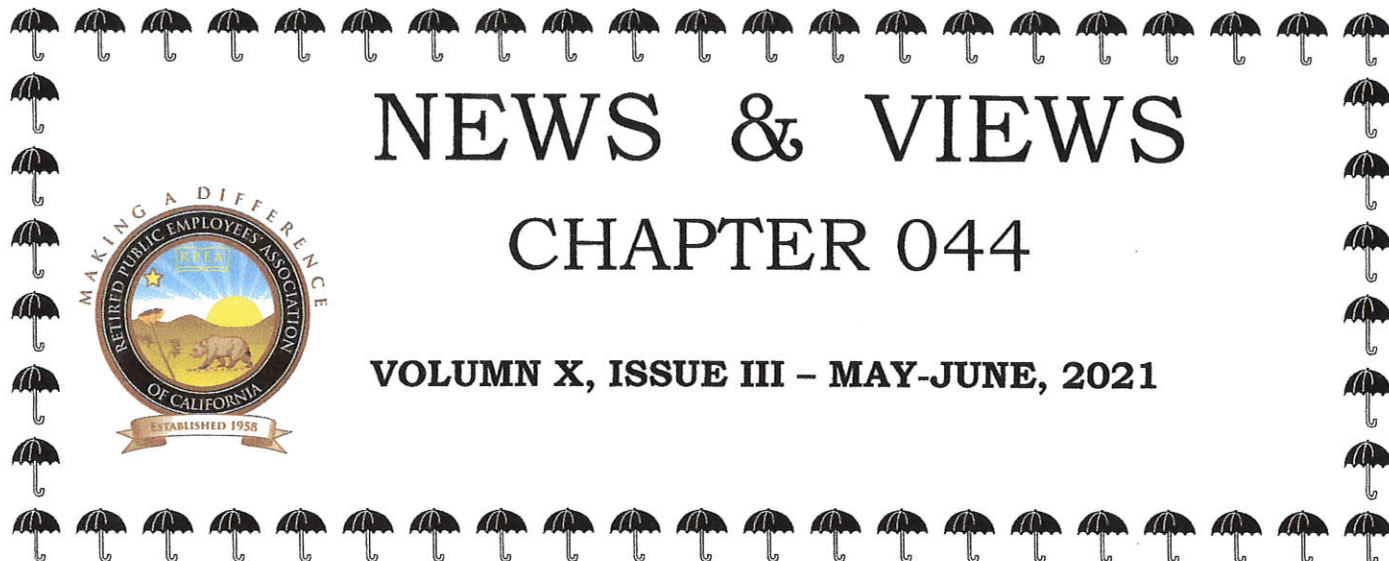 NEWS & VIEWS
CHAPTER 044
VOLUMN X, ISSUE III – MAY-JUNE, 2021
MAKING A DIFFERENCE
RETIRED PUBLIC EMPLOYEES' ASSOCIATION
OF CALIFORNIA
RPEA
ESTABLISHED 1958